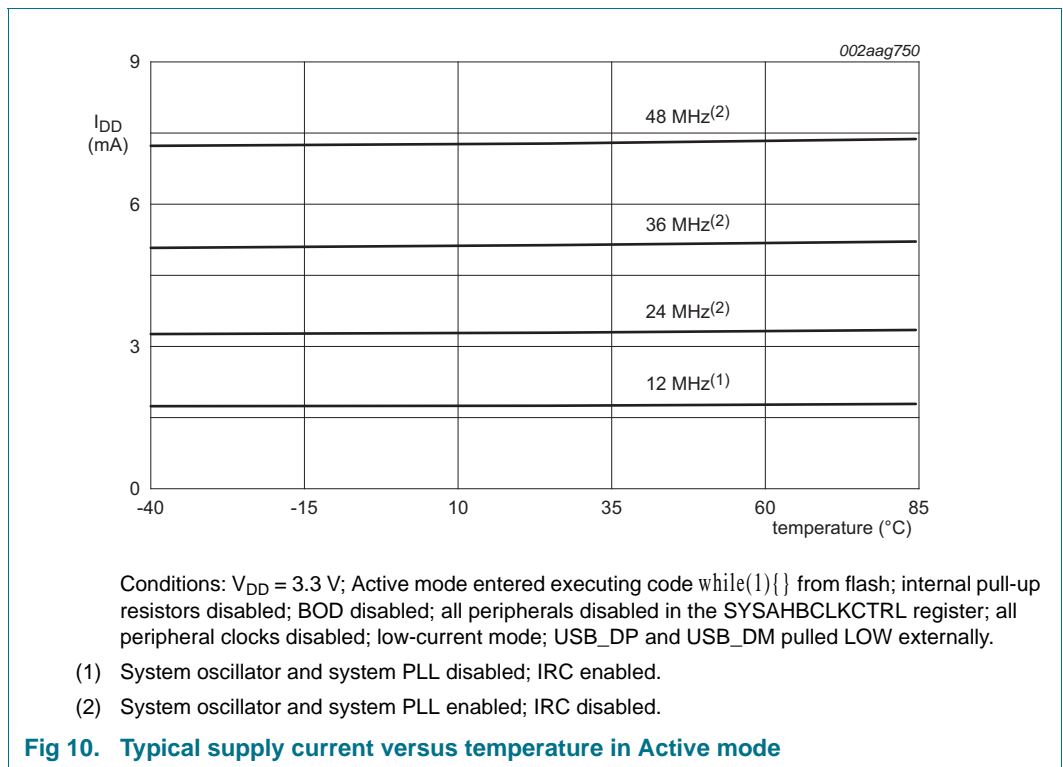 002aag750
9
I_DD
(mA)
48 MHz(2)
6
36 MHz(2)
24 MHz(2)
3
12 MHz(1)
0
-40 -15 10 35 60 85
temperature (°C)
Conditions: V_DD = 3.3 V; Active mode entered executing code while(1){} from flash; internal pull-up
resistors disabled; BOD disabled; all peripherals disabled in the SYSAHBCLKCTRL register; all
peripheral clocks disabled; low-current mode; USB_DP and USB_DM pulled LOW externally.
(1) System oscillator and system PLL disabled; IRC enabled.
(2) System oscillator and system PLL enabled; IRC disabled.
Fig 10. Typical supply current versus temperature in Active mode